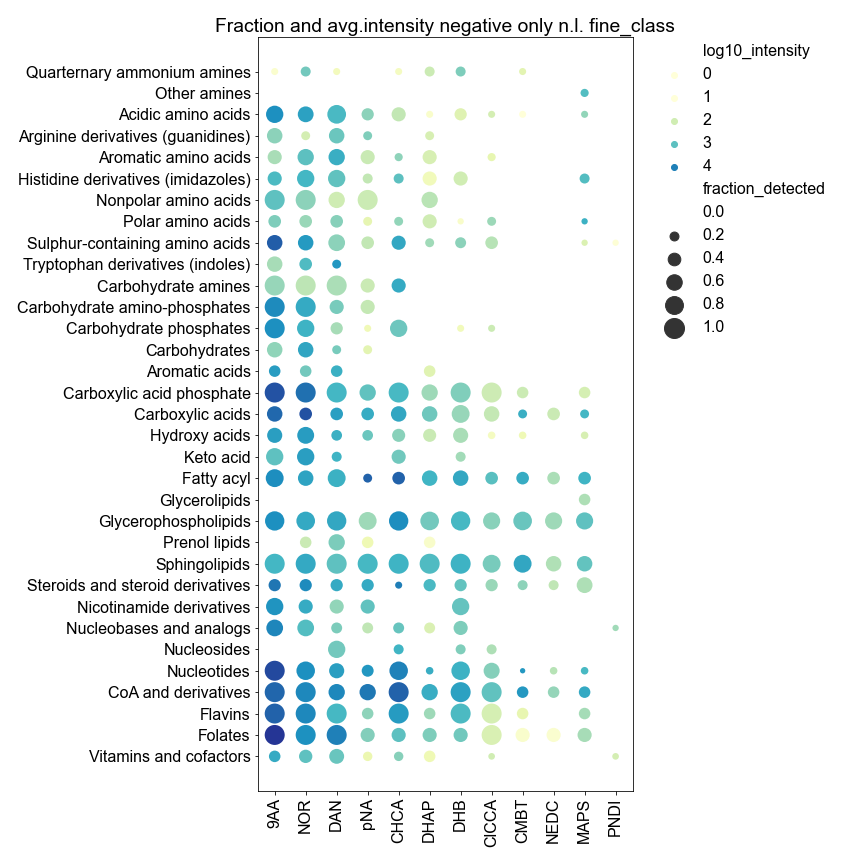 Fraction and avg.intensity negative only n.l. fine_class
Quarternary ammonium amines
Other amines
Acidic amino acids
Arginine derivatives (guanidines)
Aromatic amino acids
Histidine derivatives (imidazoles)
Nonpolar amino acids
Polar amino acids
Sulphur-containing amino acids
Tryptophan derivatives (indoles)
Carbohydrate amines
Carbohydrate amino-phosphates
Carbohydrate phosphates
Carbohydrates
Aromatic acids
Carboxylic acid phosphate
Carboxylic acids
Hydroxy acids
Keto acid
Fatty acyl
Glycerolipids
Glycerophospholipids
Prenol lipids
Sphingolipids
Steroids and steroid derivatives
Nicotinamide derivatives
Nucleobases and analogs
Nucleosides
Nucleotides
CoA and derivatives
Flavins
Folates
Vitamins and cofactors
9AA
NOR
DAN
pNA
CHCA
DHAP
DHB
ClCCA
CMBT
NEDC
MAPS
PNDI
log10_intensity
0
1
2
3
4
fraction_detected
0.0
0.2
0.4
0.6
0.8
1.0